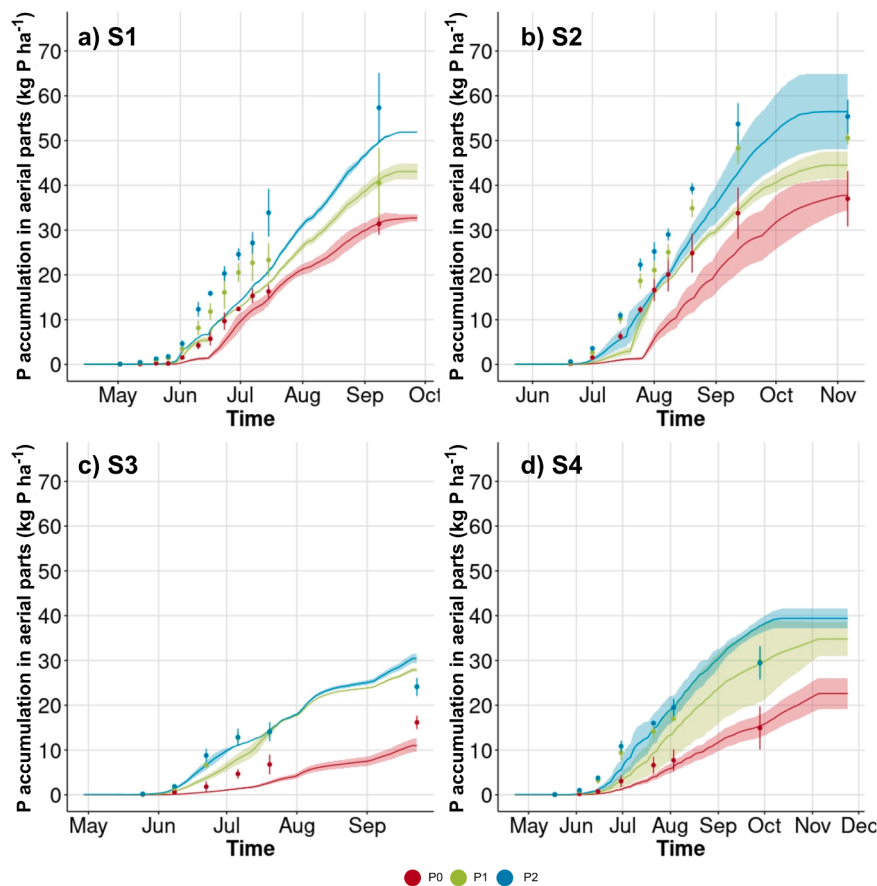 a) S1
P accumulation in aerial parts (kg P ha⁻¹)
70
60
50
40
30
20
10
0
May Jun Jul Aug Sep Oct
Time
b) S2
P accumulation in aerial parts (kg P ha⁻¹)
70
60
50
40
30
20
10
0
Jun Jul Aug Sep Oct Nov
Time
c) S3
P accumulation in aerial parts (kg P ha⁻¹)
70
60
50
40
30
20
10
0
May Jun Jul Aug Sep
Time
d) S4
P accumulation in aerial parts (kg P ha⁻¹)
70
60
50
40
30
20
10
0
May Jun Jul Aug Sep Oct Nov Dec
Time
P0 P1 P2